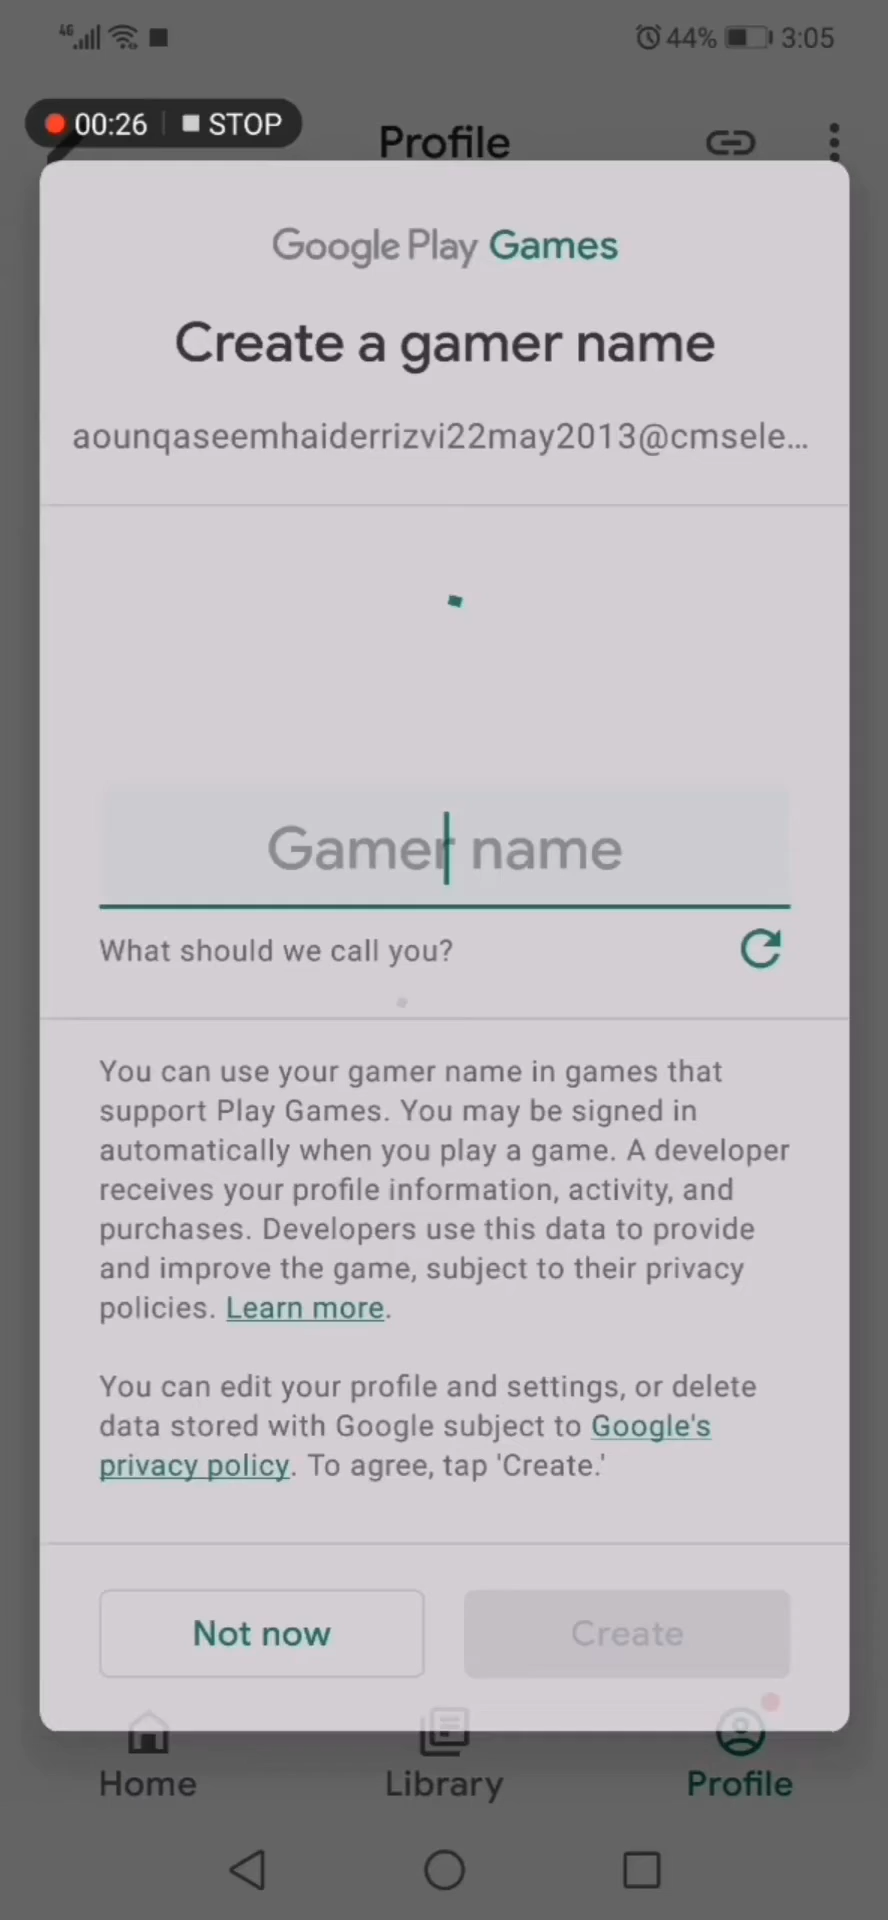 4G 44% 3:05
00:26 STOP
Profile
Google Play Games
Create a gamer name
aounqaseemhaiderrizvi22may2013@cmsele...
Gamer name
What should we call you?
You can use your gamer name in games that
support Play Games. You may be signed in
automatically when you play a game. A developer
receives your profile information, activity, and
purchases. Developers use this data to provide
and improve the game, subject to their privacy
policies. Learn more.
You can edit your profile and settings, or delete
data stored with Google subject to Google's
privacy policy. To agree, tap 'Create.'
Not now Create
Home Library Profile